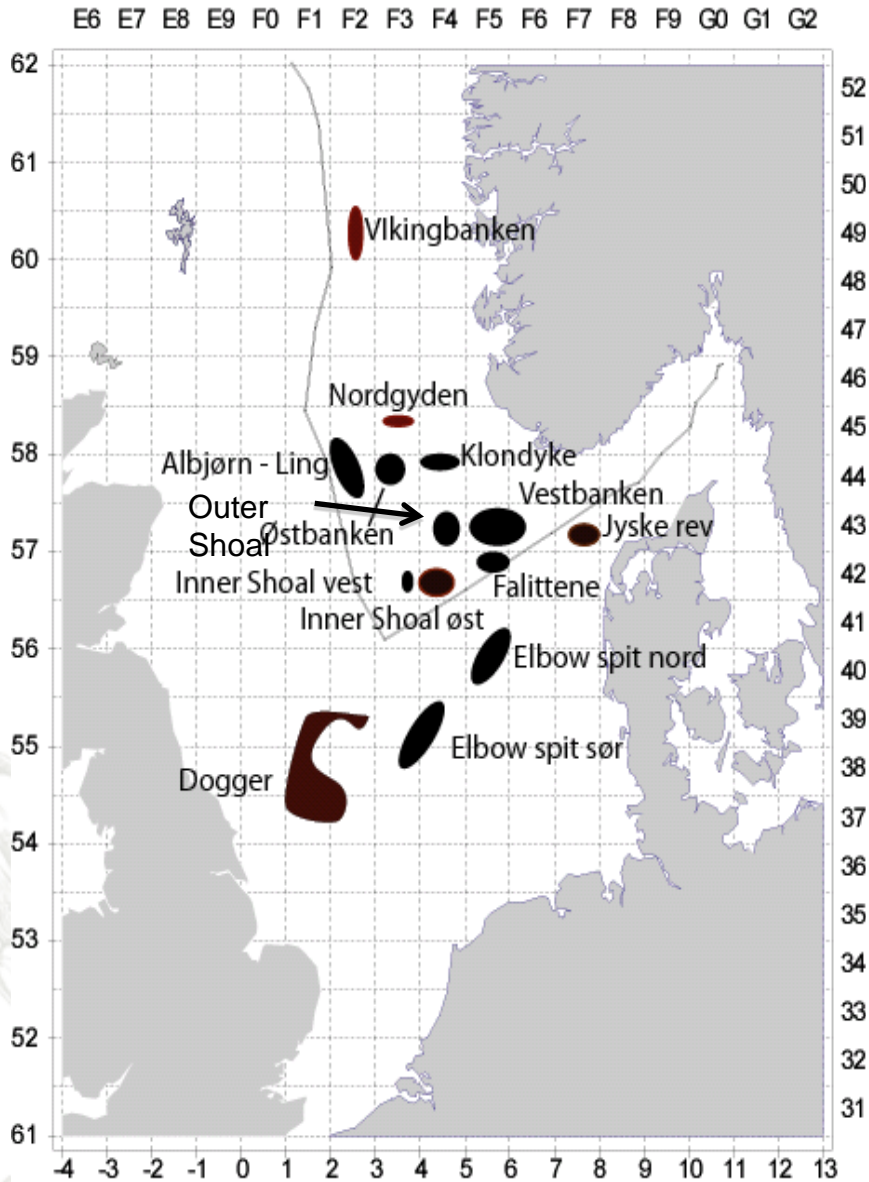 E6 E7 E8 E9 F0 F1 F2 F3 F4 F5 F6 F7 F8 F9 G0 G1 G2
62
52
51
61
50
VIkingbanken
49
60
48
47
59
46
Nordgyden
45
58
Albjørn - Ling
Klondyke
44
Vestbanken
Outer
Shoal
Østbanken
Jyske rev
43
57
Inner Shoal vest
Falittene
42
Inner Shoal øst
41
56
Elbow spit nord
40
39
55
Elbow spit sør
Dogger
38
37
54
36
35
53
34
33
52
32
31
61
-4 -3 -2 -1 0 1 2 3 4 5 6 7 8 9 10 11 12 13